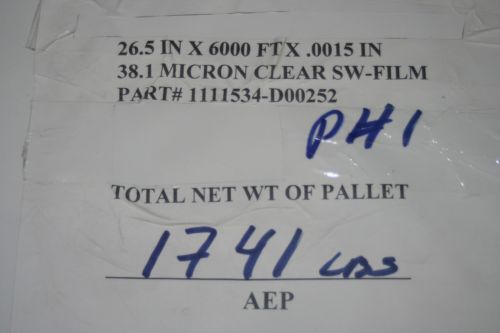 26.5 IN X 6000 FT X .0015 IN
38.1 MICRON CLEAR SW-FILM
PART# 1111534-D00252
PH1
TOTAL NET WT OF PALLET
1741 LBS
AEP